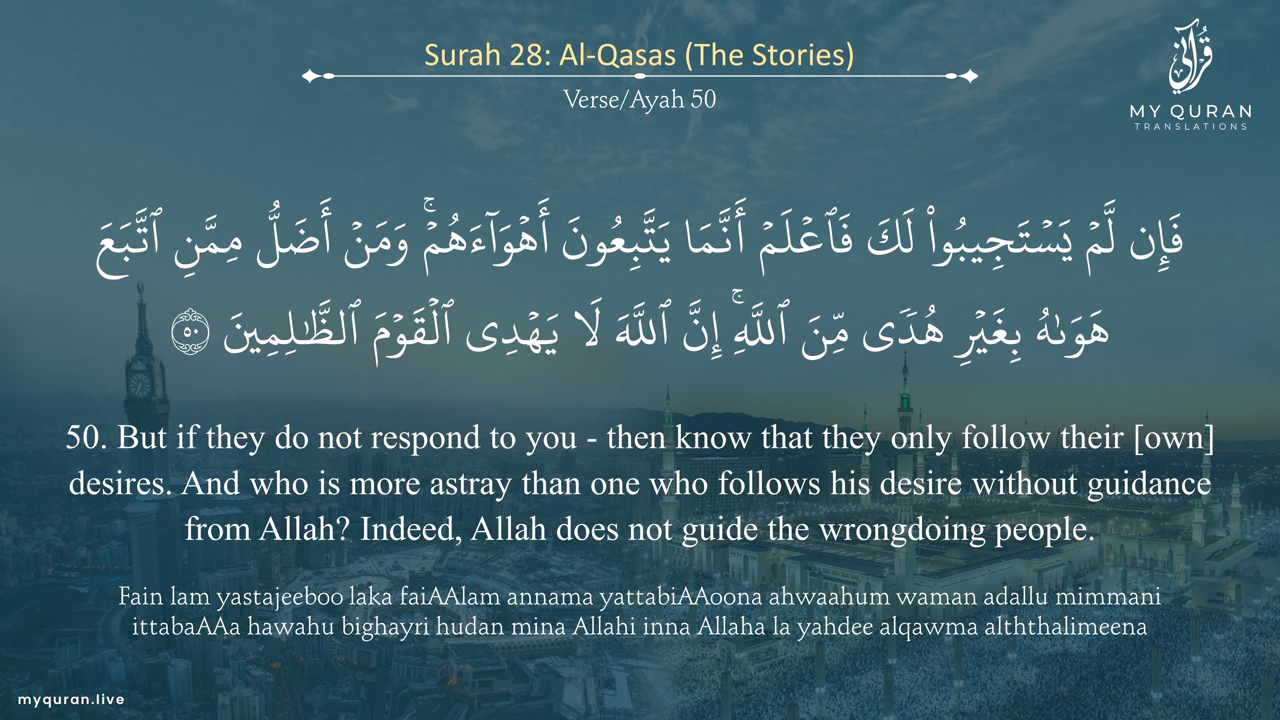 Surah 28: Al-Qasas (The Stories)
Verse/Ayah 50
قُرْآنِي
MY QURAN
TRANSLATIONS
فَإِن لَّمْ يَسْتَجِيبُوا۟ لَكَ فَٱعْلَمْ أَنَّمَا يَتَّبِعُونَ أَهْوَآءَهُمْ ۚ وَمَنْ أَضَلُّ مِمَّنِ ٱتَّبَعَ
هَوَىٰهُ بِغَيْرِ هُدًى مِّنَ ٱللَّهِ ۚ إِنَّ ٱللَّهَ لَا يَهْدِى ٱلْقَوْمَ ٱلظَّـٰلِمِينَ ٥٠
50. But if they do not respond to you - then know that they only follow their [own]
desires. And who is more astray than one who follows his desire without guidance
from Allah? Indeed, Allah does not guide the wrongdoing people.
Fain lam yastajeeboo laka faiAAlam annama yattabiAAoona ahwaahum waman adallu mimmani
ittabaAAa hawahu bighayri hudan mina Allahi inna Allaha la yahdee alqawma alththalimeena
myquran.live